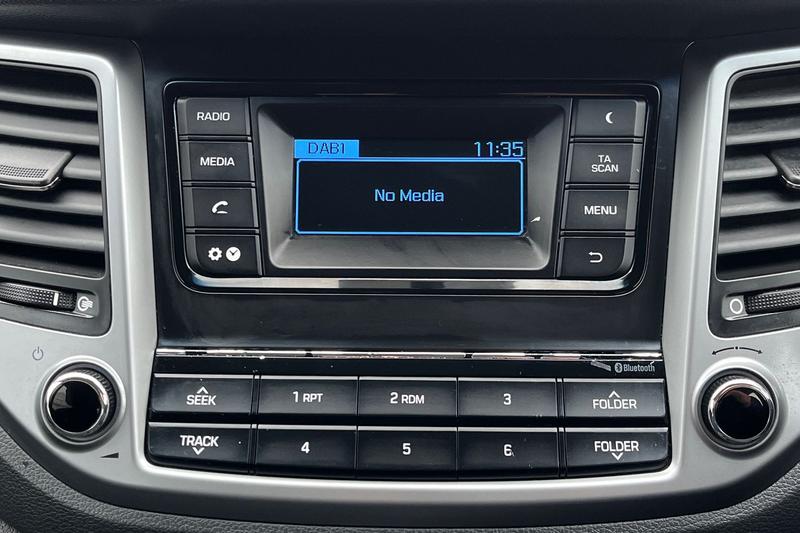 RADIO
DAB1 11:35
MEDIA
TA
SCAN
No Media
MENU
Bluetooth
SEEK
1 RPT
2 RDM
3
FOLDER
TRACK
4
5
6
FOLDER